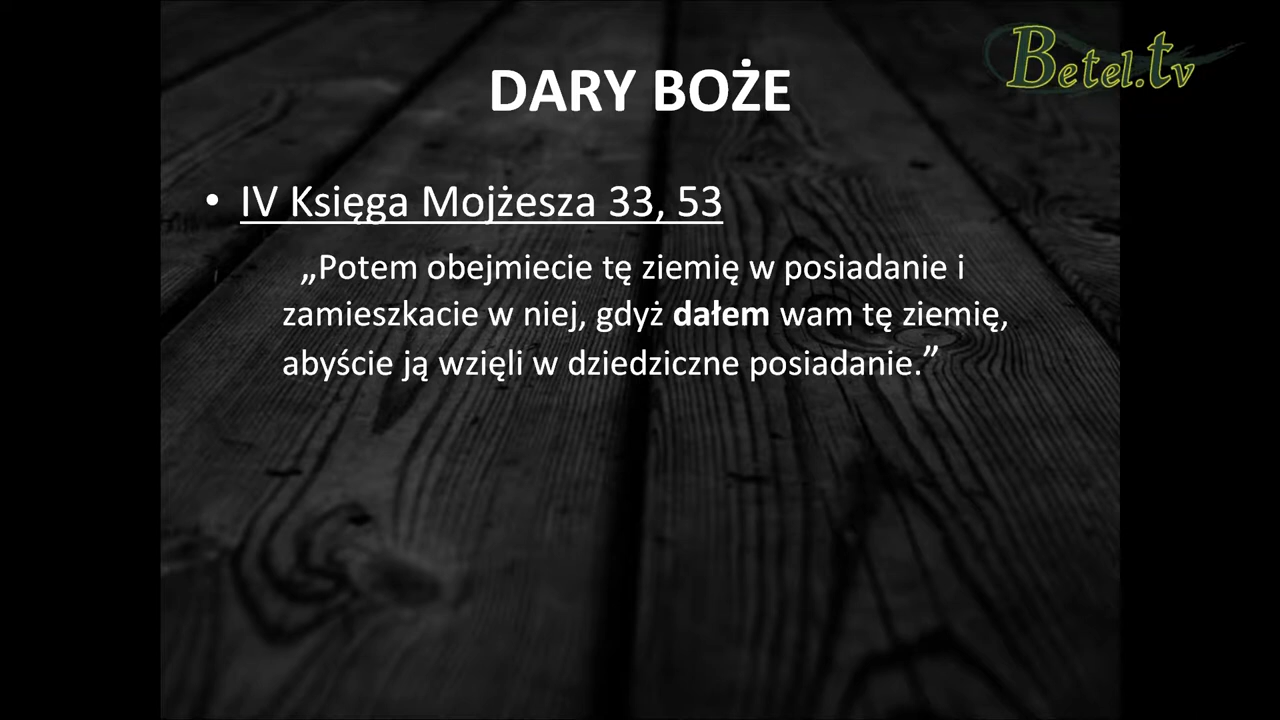 Betel.tv
DARY BOŻE
• IV Księga Mojżesza 33, 53
„Potem obejmiecie tę ziemię w posiadanie i
zamieszkacie w niej, gdyż dałem wam tę ziemię,
abyście ją wzięli w dziedziczne posiadanie.”